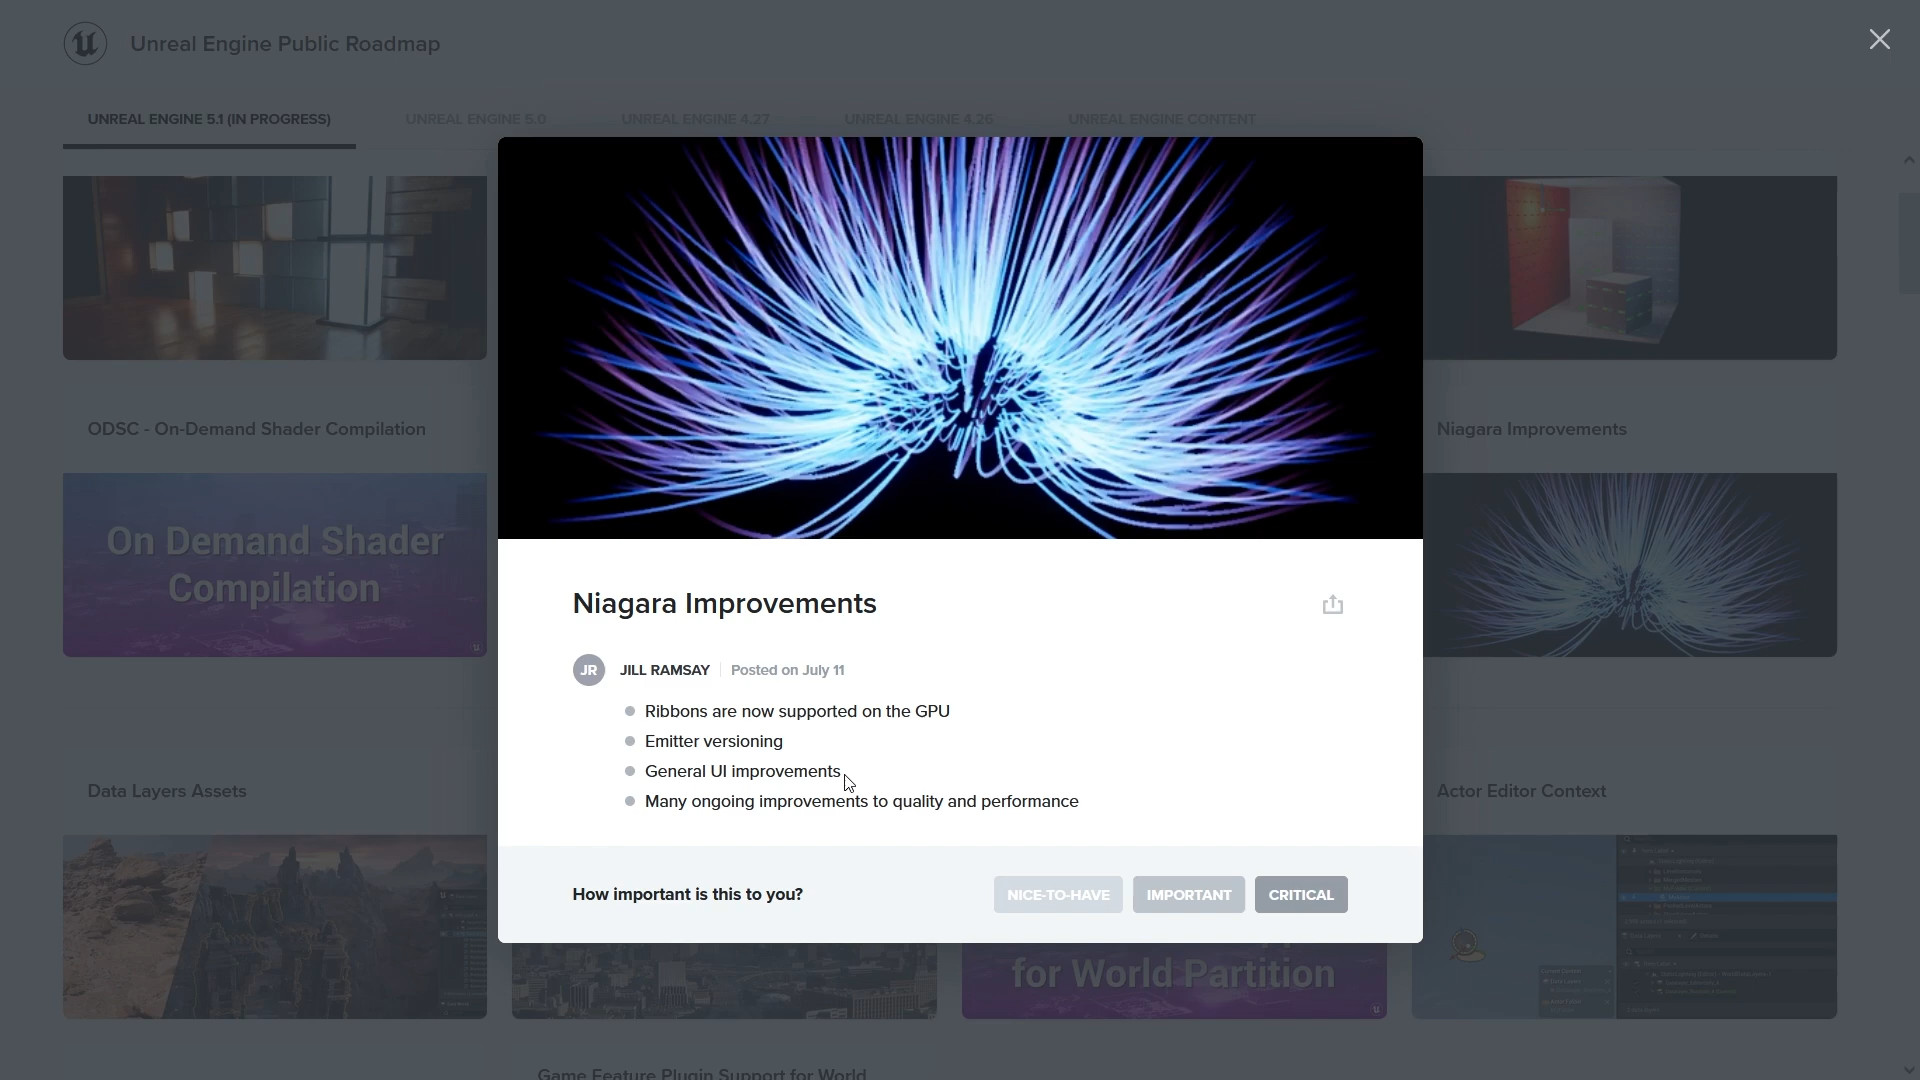 Unreal Engine Public Roadmap
UNREAL ENGINE 5.1 (IN PROGRESS)
UNREAL ENGINE 5.0
UNREAL ENGINE 4.27
UNREAL ENGINE 4.26
UNREAL ENGINE CONTENT
ODSC - On-Demand Shader Compilation
Niagara Improvements
On Demand Shader
Compilation
Niagara Improvements
JR JILL RAMSAY Posted on July 11
Ribbons are now supported on the GPU
Emitter versioning
General UI improvements
Many ongoing improvements to quality and performance
How important is this to you?
NICE-TO-HAVE
IMPORTANT
CRITICAL
Data Layers Assets
Actor Editor Context
for World Partition
Game Feature Plugin Support for World